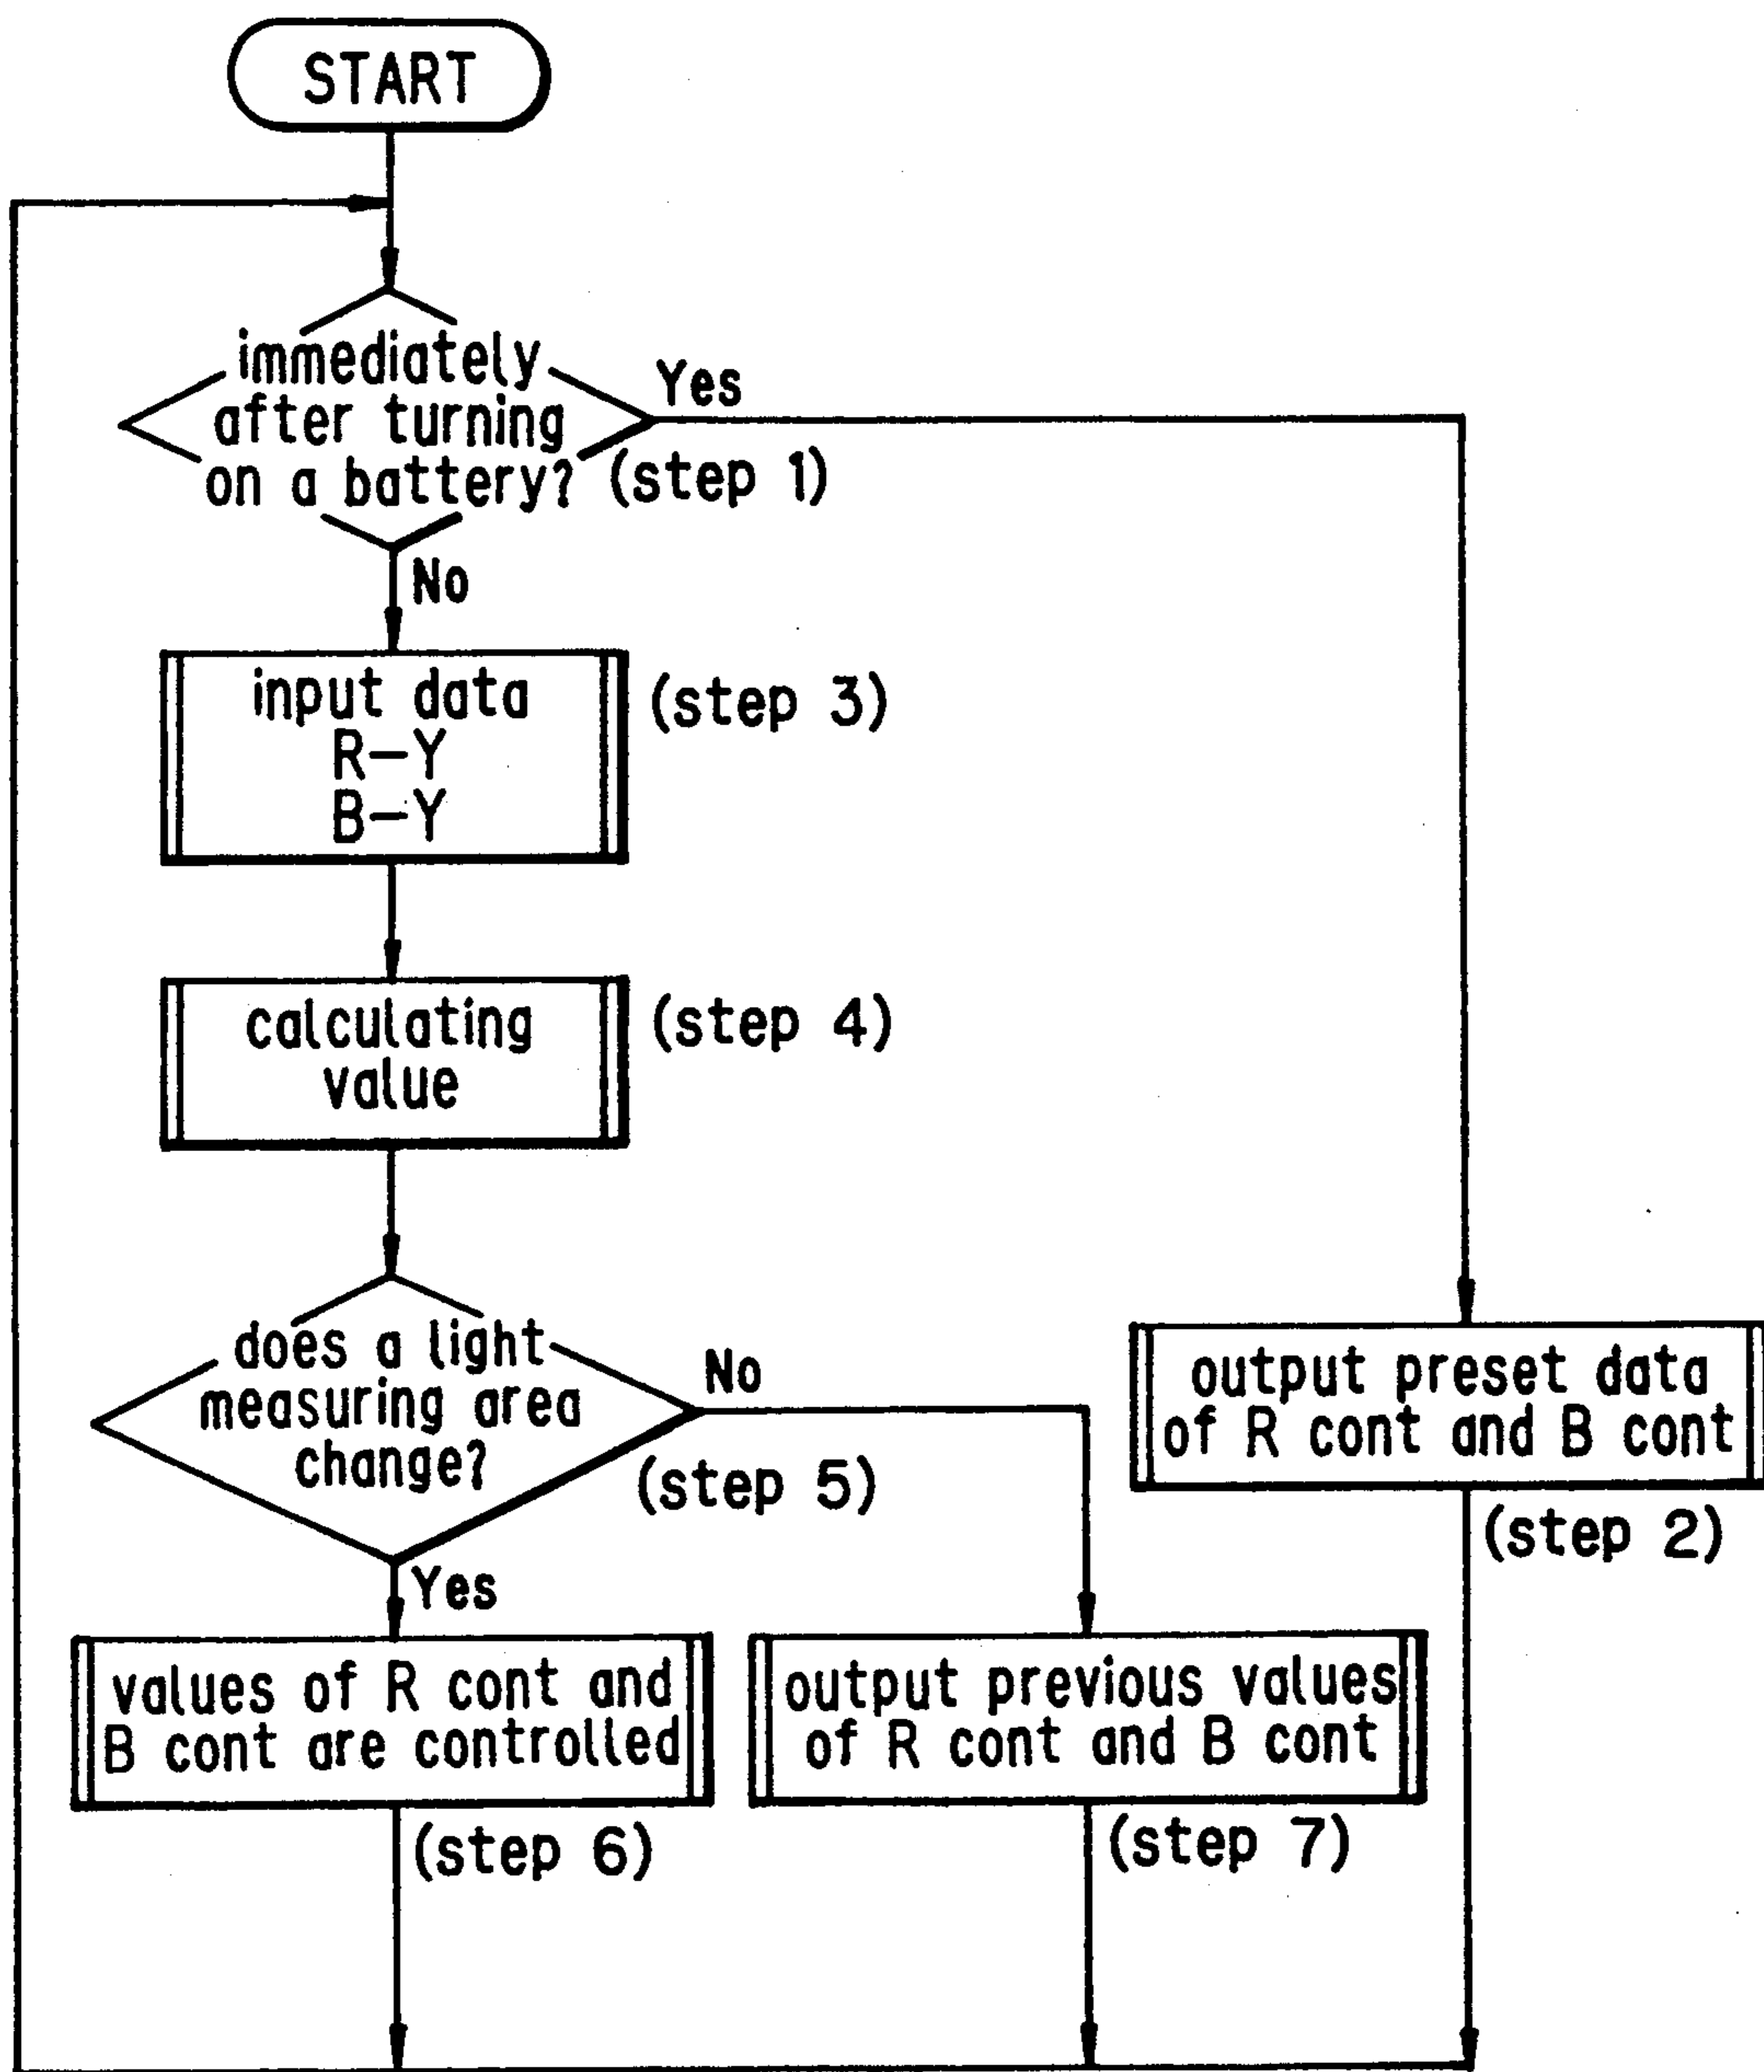 START
immediately
after turning
on a battery?
Yes
(step 1)
No
input data
R-Y
B-Y
(step 3)
calculating
value
(step 4)
does a light
measuring area
change?
No
(step 5)
Yes
output preset data
of R cont and B cont
(step 2)
values of R cont and
B cont are controlled
(step 6)
output previous values
of R cont and B cont
(step 7)